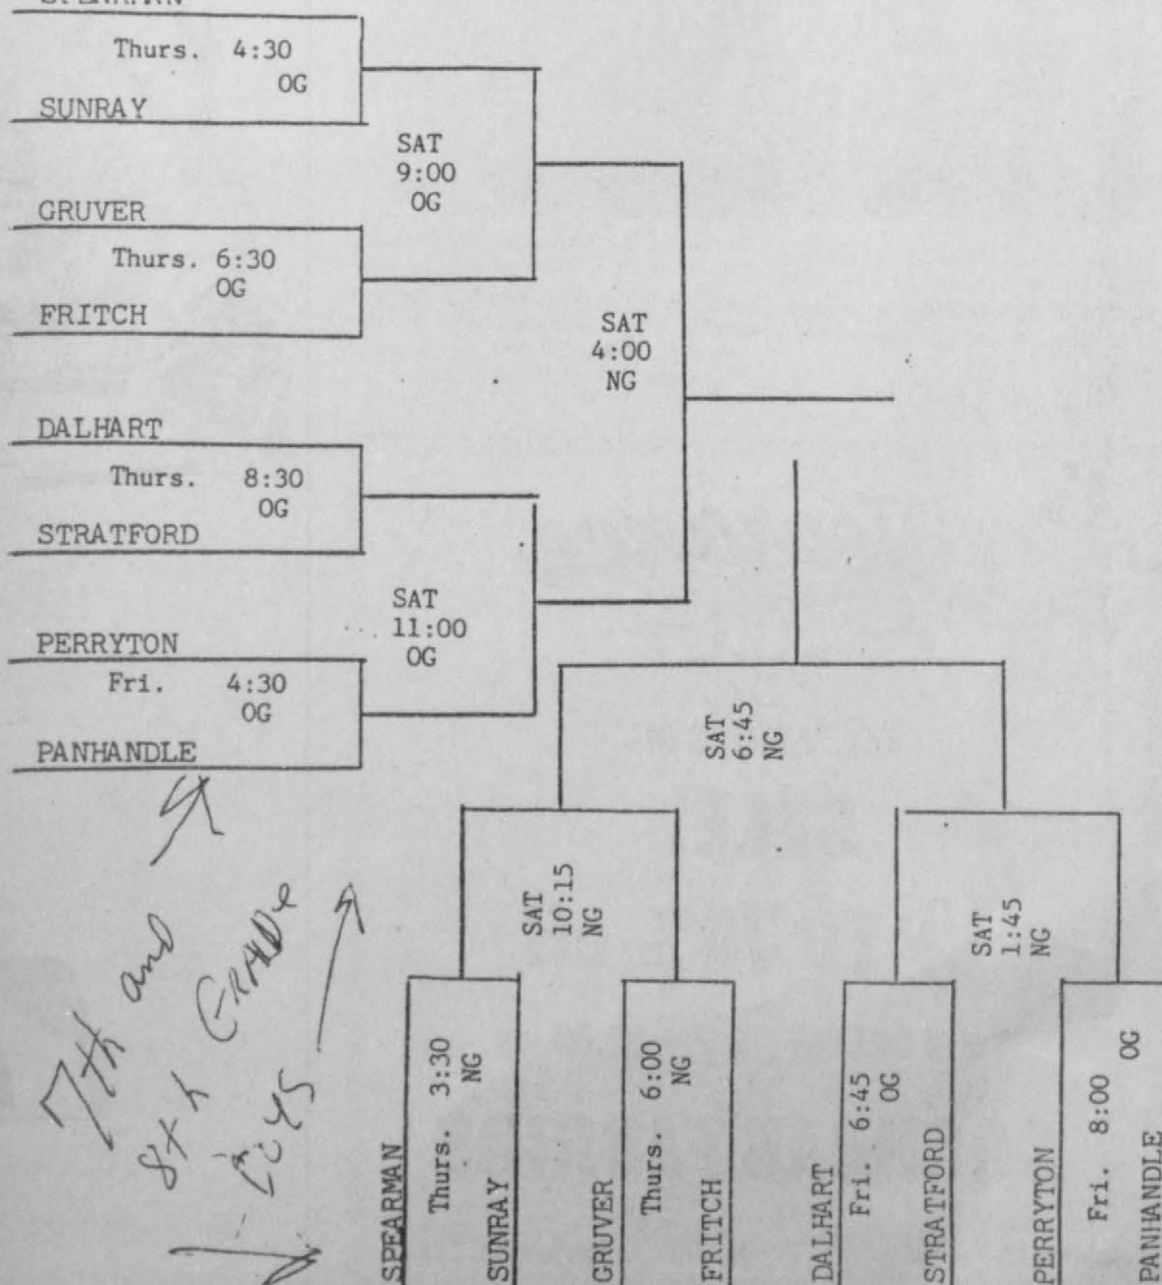 SPEARMAN
Thurs. 4:30
OG
SUNRAY
SAT
9:00
OG
GRUVER
Thurs. 6:30
OG
FRITCH
SAT
4:00
NG
DALHART
Thurs. 8:30
OG
STRATFORD
SAT
11:00
OG
PERRYTON
Fri. 4:30
OG
PANHANDLE
SAT
6:45
NG
SAT
10:15
NG
SAT
1:45
NG
7th and
8th GRADE
BOYS
SPEARMAN
Thurs. 3:30
NG
SUNRAY
GRUVER
Thurs. 6:00
NG
FRITCH
DALHART
Fri. 6:45
OG
STRATFORD
PERRYTON
Fri. 8:00
OG
PANHANDLE